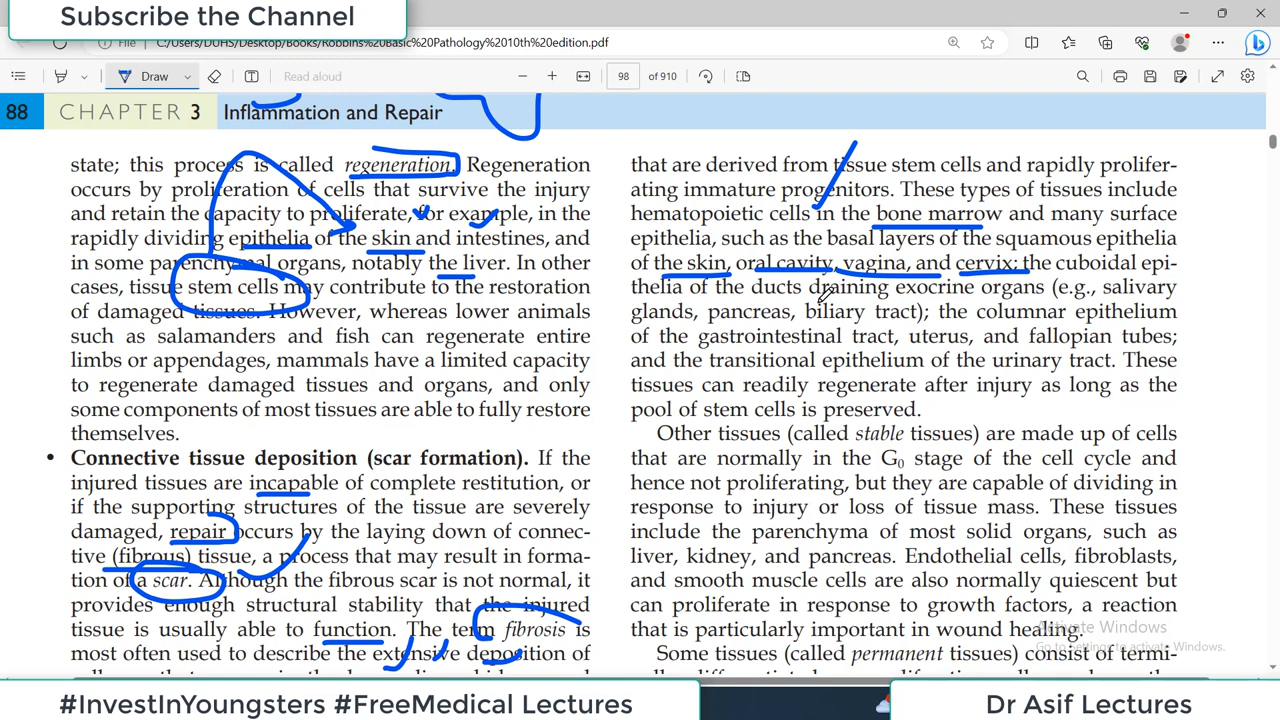 Subscribe the Channel
File
C:/Users/DUHS/Desktop/Books/Robbins%20Basic%20Pathology%2010th%20edition.pdf
Draw
Read aloud
98 of 910
88 CHAPTER 3 Inflammation and Repair
state; this process is called regeneration. Regeneration
occurs by proliferation of cells that survive the injury
and retain the capacity to proliferate, for example, in the
rapidly dividing epithelia of the skin and intestines, and
in some parenchymal organs, notably the liver. In other
cases, tissue stem cells may contribute to the restoration
of damaged tissues. However, whereas lower animals
such as salamanders and fish can regenerate entire
limbs or appendages, mammals have a limited capacity
to regenerate damaged tissues and organs, and only
some components of most tissues are able to fully restore
themselves.
• Connective tissue deposition (scar formation). If the
injured tissues are incapable of complete restitution, or
if the supporting structures of the tissue are severely
damaged, repair occurs by the laying down of connec-
tive (fibrous) tissue, a process that may result in forma-
tion of a scar. Although the fibrous scar is not normal, it
provides enough structural stability that the injured
tissue is usually able to function. The term fibrosis is
most often used to describe the extensive deposition of
that are derived from tissue stem cells and rapidly prolifer-
ating immature progenitors. These types of tissues include
hematopoietic cells in the bone marrow and many surface
epithelia, such as the basal layers of the squamous epithelia
of the skin, oral cavity, vagina, and cervix; the cuboidal epi-
thelia of the ducts draining exocrine organs (e.g., salivary
glands, pancreas, biliary tract); the columnar epithelium
of the gastrointestinal tract, uterus, and fallopian tubes;
and the transitional epithelium of the urinary tract. These
tissues can readily regenerate after injury as long as the
pool of stem cells is preserved.
Other tissues (called stable tissues) are made up of cells
that are normally in the G0 stage of the cell cycle and
hence not proliferating, but they are capable of dividing in
response to injury or loss of tissue mass. These tissues
include the parenchyma of most solid organs, such as
liver, kidney, and pancreas. Endothelial cells, fibroblasts,
and smooth muscle cells are also normally quiescent but
can proliferate in response to growth factors, a reaction
that is particularly important in wound healing.
Some tissues (called permanent tissues) consist of termi-
Activate Windows
Go to Settings to activate Windows.
#InvestInYoungsters #FreeMedical Lectures
Dr Asif Lectures